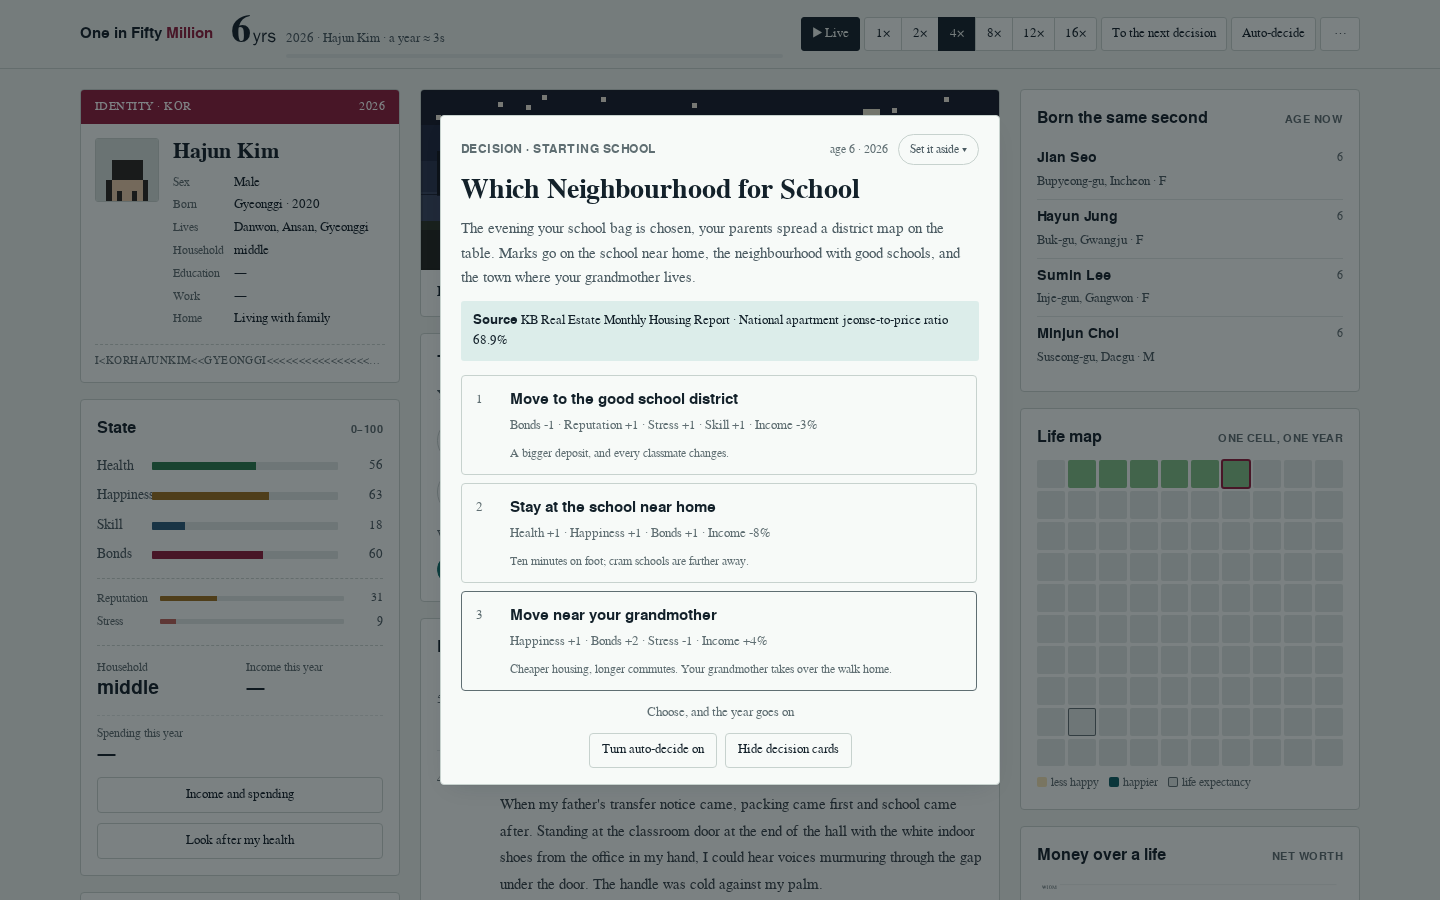 One in Fifty Million
6 yrs
2026 · Hajun Kim · a year ≈ 3s
▶ Live
1×
2×
4×
8×
12×
16×
To the next decision
Auto-decide
···
IDENTITY · KOR
2026
Hajun Kim
Sex Male
Born Gyeonggi · 2020
Lives Danwon, Ansan, Gyeonggi
Household middle
Education —
Work —
Home Living with family
I<KORHAJUNKIM<<GYEONGGI<<<<<<<<<<<<<<<<<…
State
0–100
Health 56
Happiness 63
Skill 18
Bonds 60
Reputation 31
Stress 9
Household
middle
Income this year
—
Spending this year
—
Income and spending
Look after my health
DECISION · STARTING SCHOOL
age 6 · 2026
Set it aside ▾
Which Neighbourhood for School
The evening your school bag is chosen, your parents spread a district map on the
table. Marks go on the school near home, the neighbourhood with good schools, and
the town where your grandmother lives.
Source KB Real Estate Monthly Housing Report · National apartment jeonse-to-price ratio
68.9%
1
Move to the good school district
Bonds -1 · Reputation +1 · Stress +1 · Skill +1 · Income -3%
A bigger deposit, and every classmate changes.
2
Stay at the school near home
Health +1 · Happiness +1 · Bonds +1 · Income -8%
Ten minutes on foot; cram schools are farther away.
3
Move near your grandmother
Happiness +1 · Bonds +2 · Stress -1 · Income +4%
Cheaper housing, longer commutes. Your grandmother takes over the walk home.
Choose, and the year goes on
Turn auto-decide on
Hide decision cards
When my father's transfer notice came, packing came first and school came
after. Standing at the classroom door at the end of the hall with the white indoor
shoes from the office in my hand, I could hear voices murmuring through the gap
under the door. The handle was cold against my palm.
Born the same second
AGE NOW
Jian Seo 6
Bupyeong-gu, Incheon · F
Hayun Jung 6
Buk-gu, Gwangju · F
Sumin Lee 6
Inje-gun, Gangwon · F
Minjun Choi 6
Suseong-gu, Daegu · M
Life map
ONE CELL, ONE YEAR
less happy
happier
life expectancy
Money over a life
NET WORTH